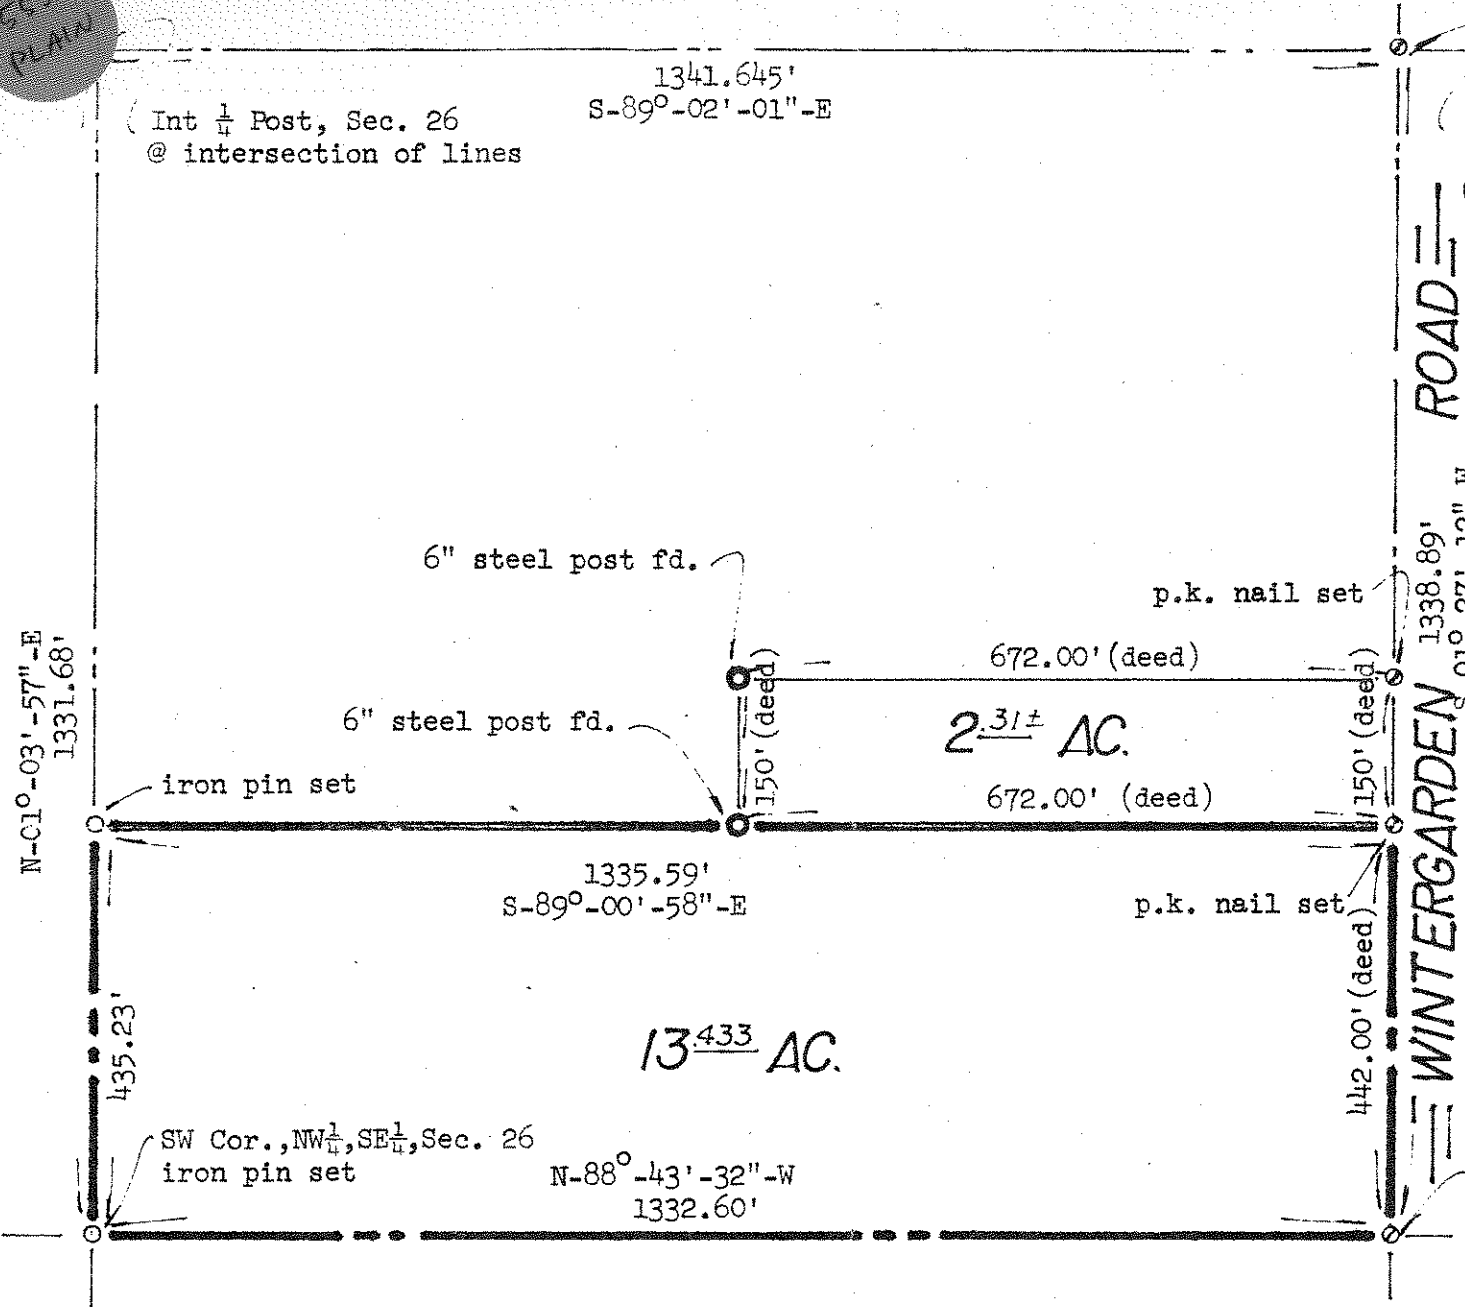 PLAIN
1341.645'
S-89°-02'-01"-E
Int ¼ Post, Sec. 26
@ intersection of lines
ROAD
6" steel post fd.
p.k. nail set
1338.89'
672.00' (deed)
N-01°-03'-57"-E
1331.68'
6" steel post fd.
150' (deed)
2.31± AC.
150' (deed)
iron pin set
672.00' (deed)
1335.59'
S-89°-00'-58"-E
p.k. nail set
WINTERGARDEN
435.23'
13.433 AC.
442.00' (deed)
SW Cor.,NW¼,SE¼,Sec. 26
iron pin set
N-88°-43'-32"-W
1332.60'